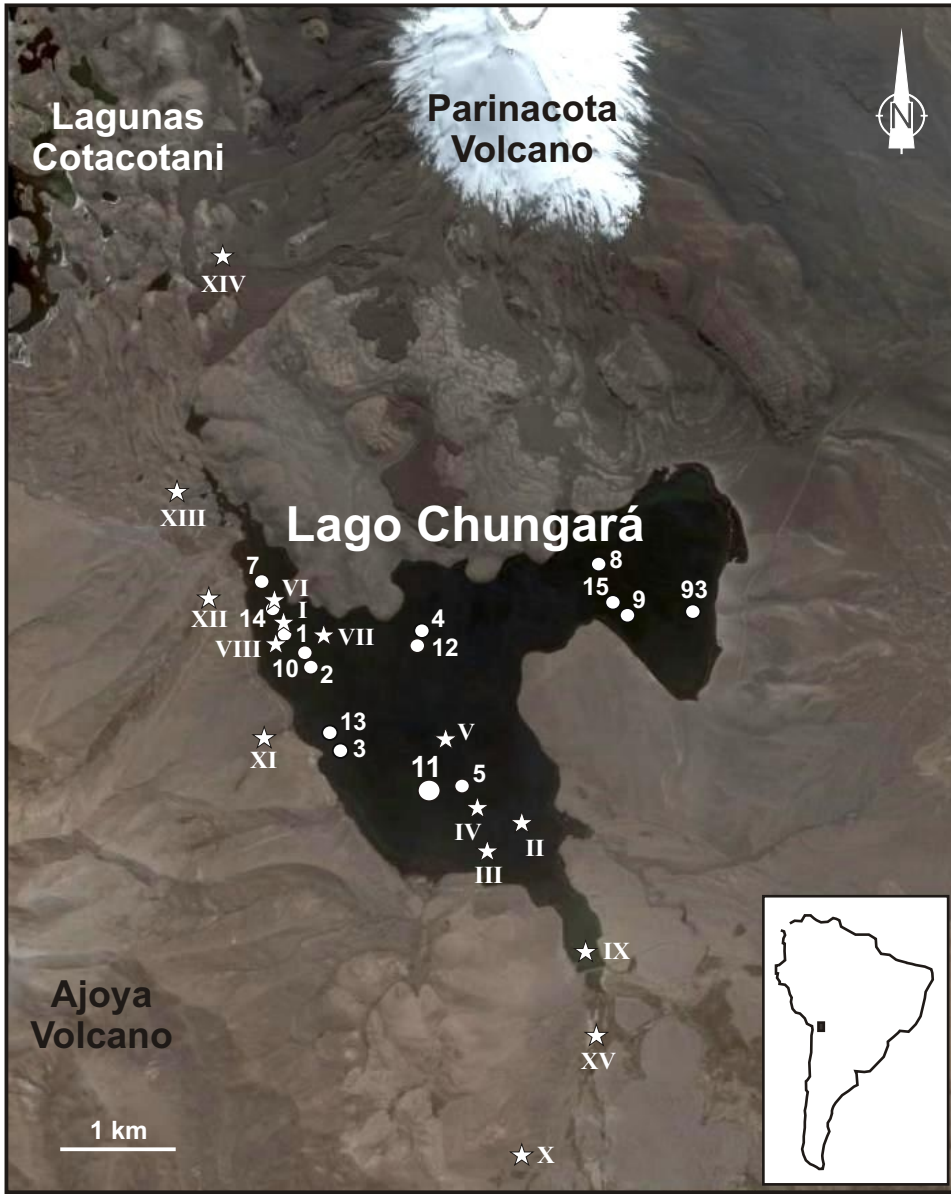 Lagunas
Cotacotani
Parinacota
Volcano
N
XIV
XIII
Lago Chungará
7
VI
8
XII
I
15
93
14
9
4
1
VII
VIII
12
10
2
13
V
XI
3
11
5
IV
II
III
IX
Ajoya
Volcano
XV
1 km
X